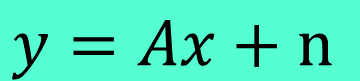 y = Ax + n